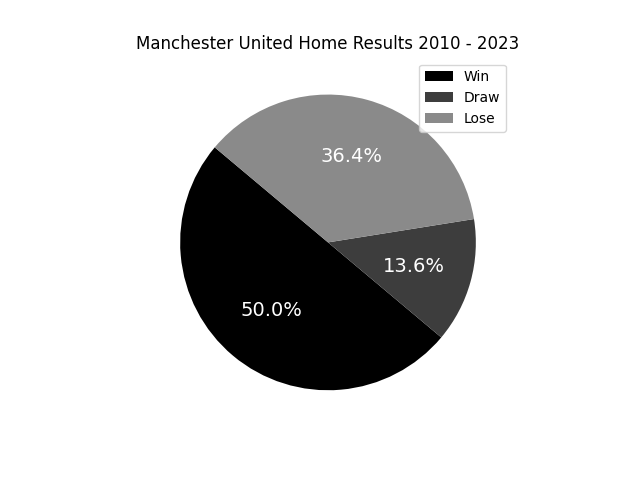 Manchester United Home Results 2010 - 2023
Win
Draw
Lose
36.4%
13.6%
50.0%